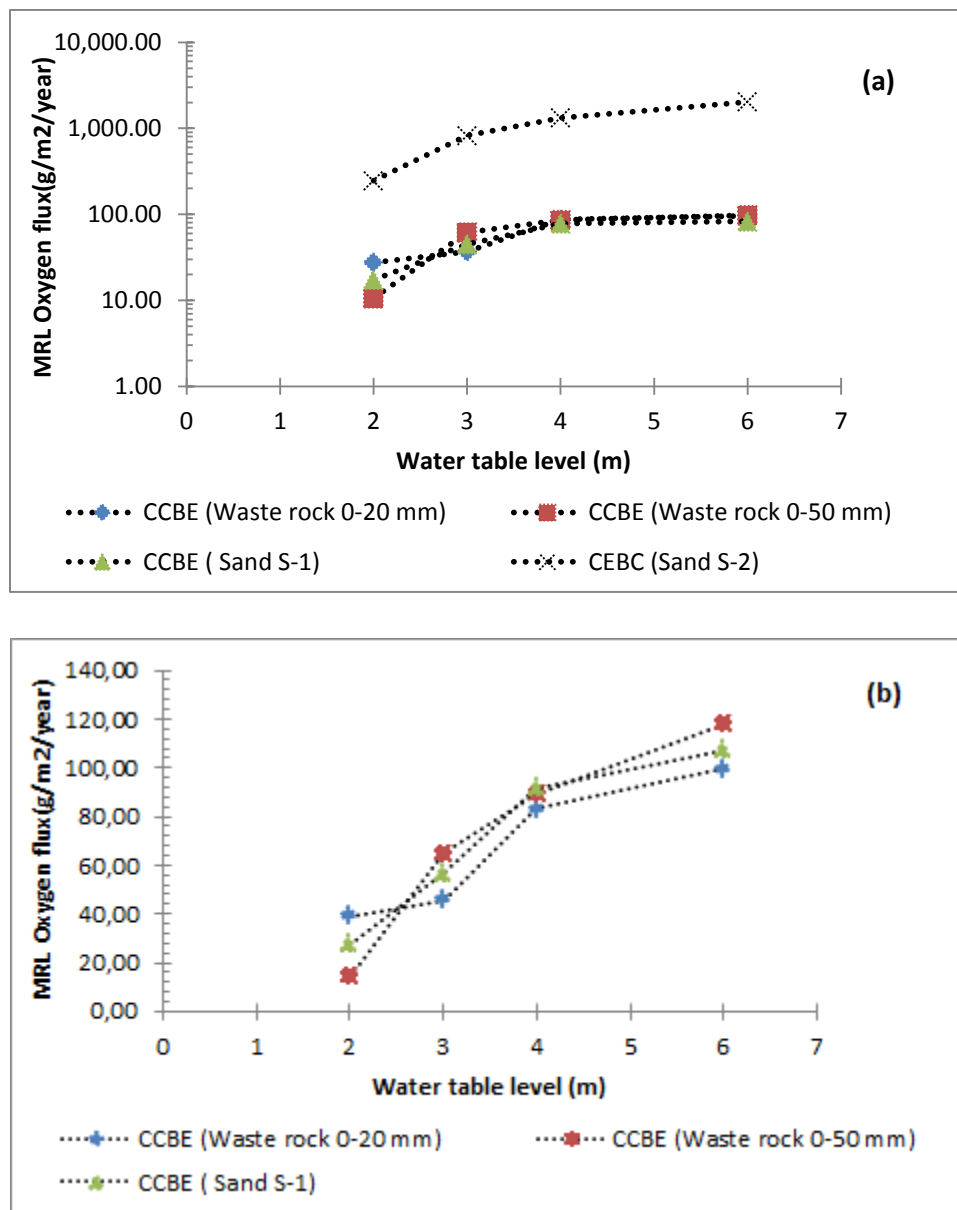 10,000.00
(a)
1,000.00
100.00
10.00
1.00
MRL Oxygen flux(g/m2/year)
0 1 2 3 4 5 6 7
Water table level (m)
CCBE (Waste rock 0-20 mm) CCBE (Waste rock 0-50 mm)
CCBE ( Sand S-1) CEBC (Sand S-2)
140,00
(b)
120,00
100,00
80,00
60,00
40,00
20,00
0,00
MRL Oxygen flux(g/m2/year)
0 1 2 3 4 5 6 7
Water table level (m)
CCBE (Waste rock 0-20 mm) CCBE (Waste rock 0-50 mm)
CCBE ( Sand S-1)